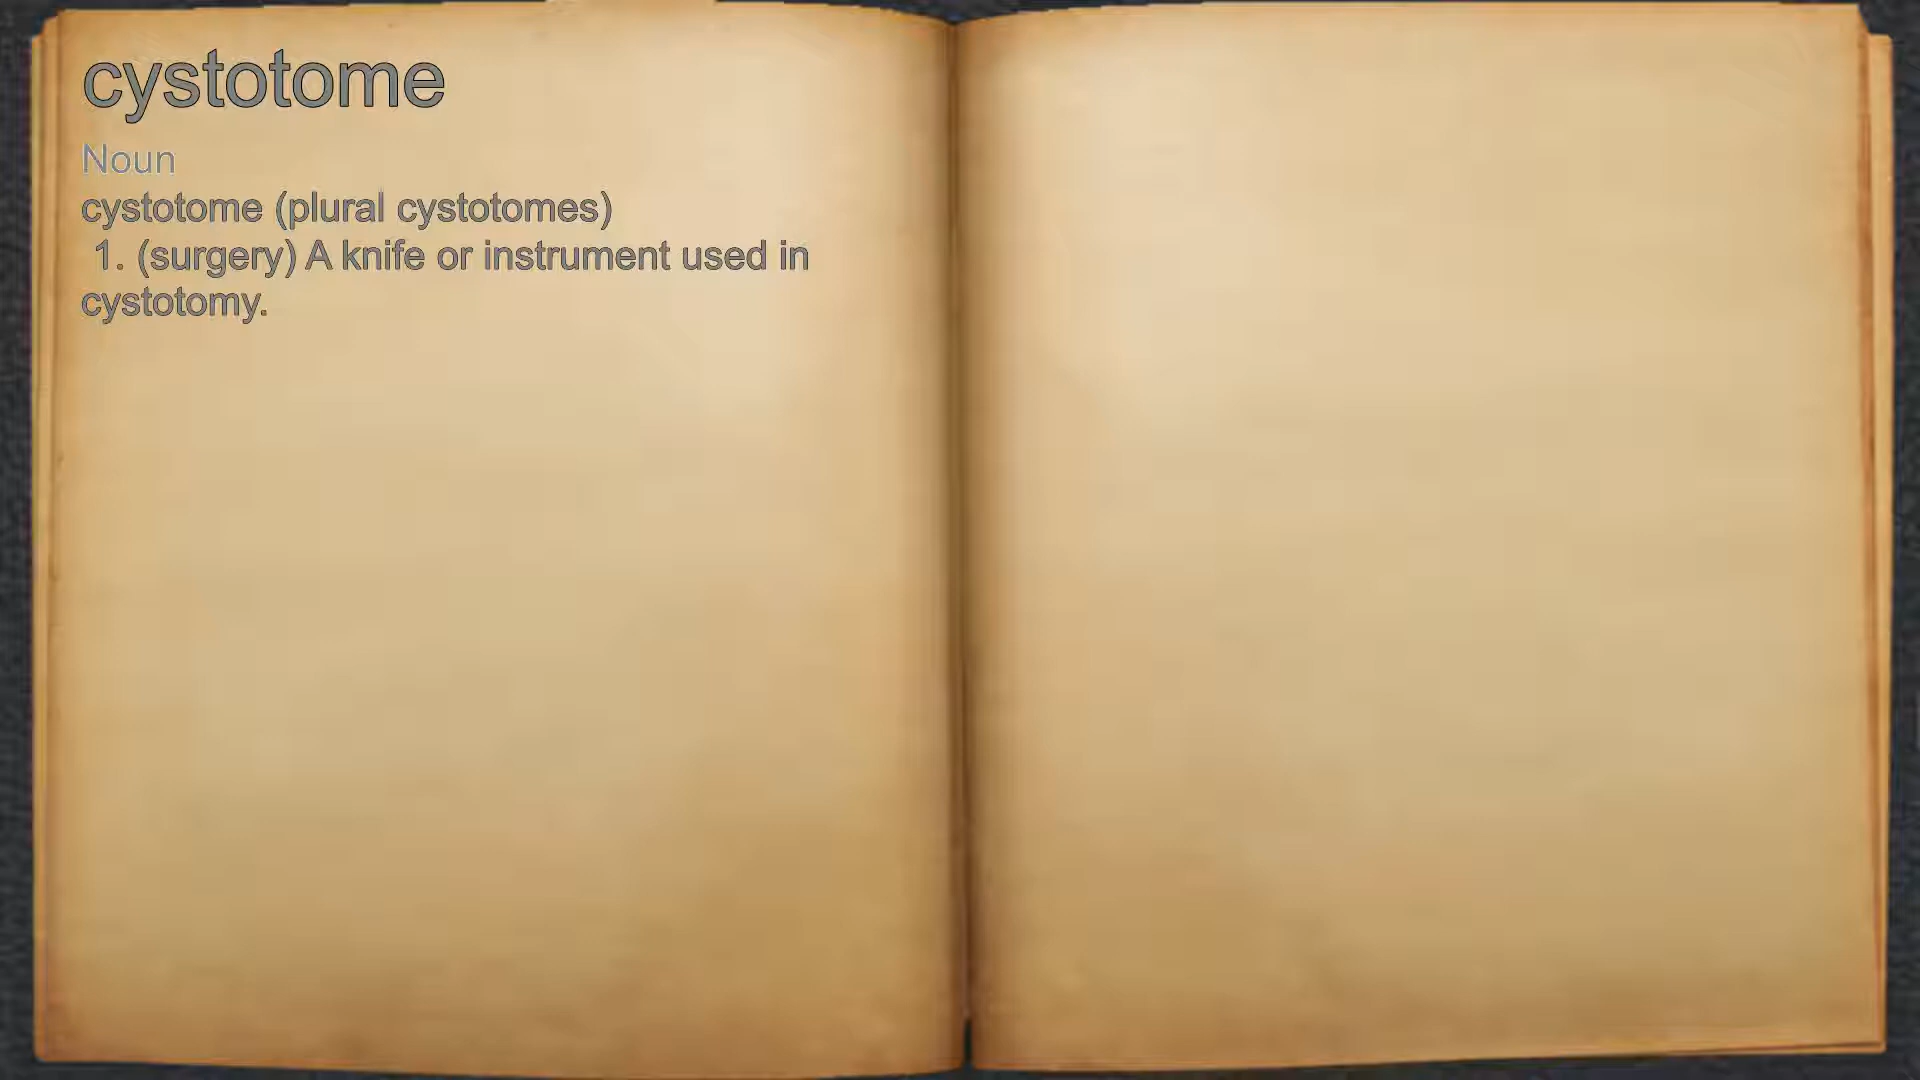 cystotome
Noun
cystotome (plural cystotomes)
1. (surgery) A knife or instrument used in
cystotomy.